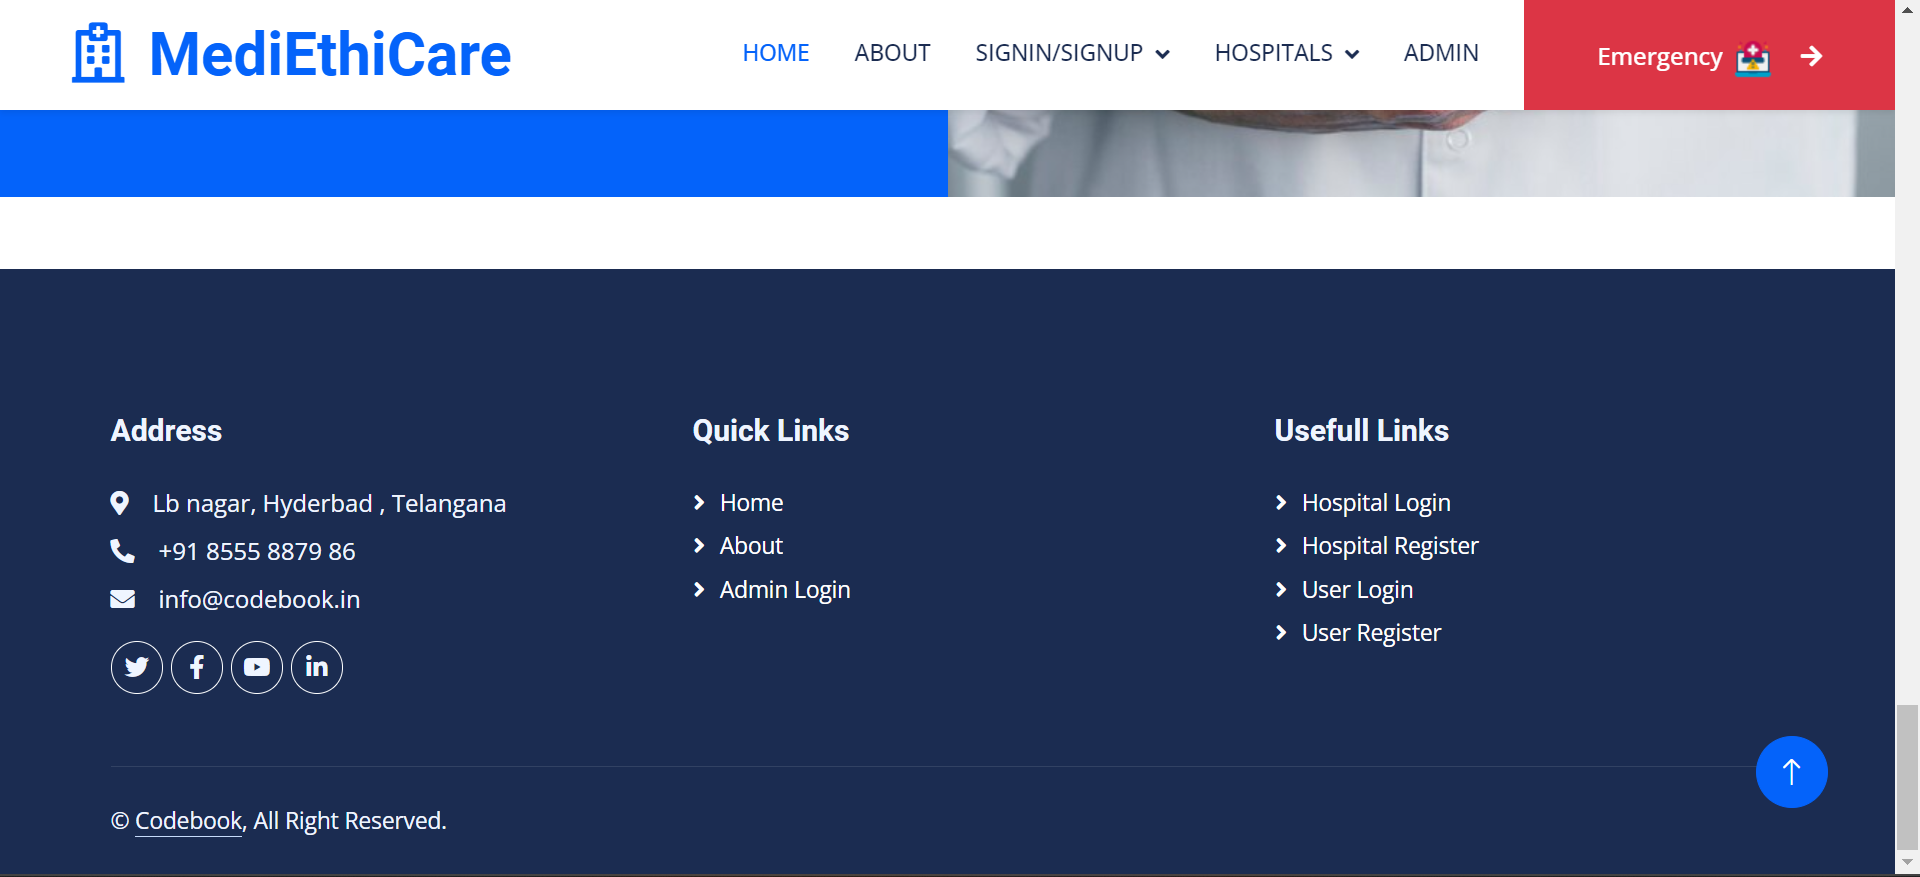 MediEthiCare
HOME ABOUT SIGNIN/SIGNUP HOSPITALS ADMIN
Emergency
Address
Lb nagar, Hyderbad , Telangana
+91 8555 8879 86
info@codebook.in
Quick Links
Home
About
Admin Login
Usefull Links
Hospital Login
Hospital Register
User Login
User Register
© Codebook, All Right Reserved.